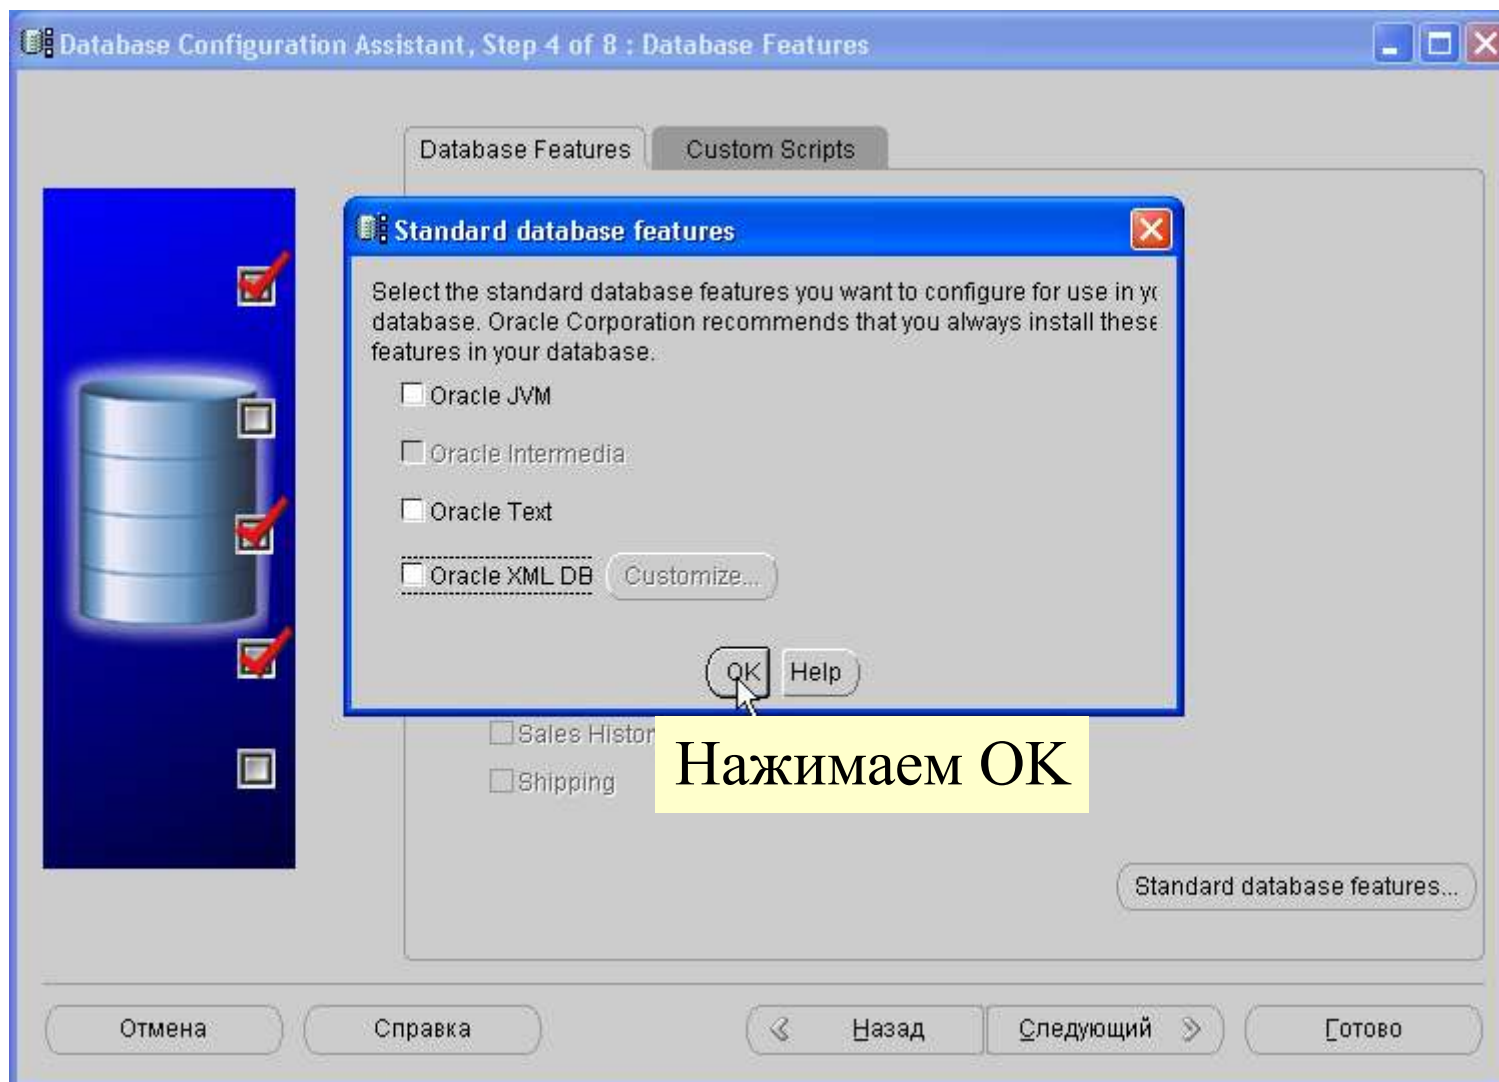 Database Configuration Assistant, Step 4 of 8 : Database Features
Database Features
Custom Scripts
Standard database features
Select the standard database features you want to configure for use in
database. Oracle Corporation recommends that you always install
features in your database.
Oracle JVM
Oracle Intermedia
Oracle Text
Oracle XML DB
Customize...
OK
Help
Sales
Нажимаем OK
Shipping
Standard database features...
Отмена
Справка
Назад
Следующий
Готово